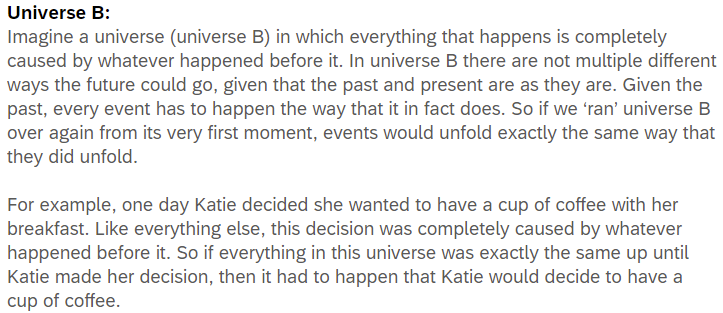 Universe B:
Imagine a universe (universe B) in which everything that happens is completely
caused by whatever happened before it. In universe B there are not multiple different
ways the future could go, given that the past and present are as they are. Given the
past, every event has to happen the way that it in fact does. So if we ‘ran’ universe B
over again from its very first moment, events would unfold exactly the same way that
they did unfold.

For example, one day Katie decided she wanted to have a cup of coffee with her
breakfast. Like everything else, this decision was completely caused by whatever
happened before it. So if everything in this universe was exactly the same up until
Katie made her decision, then it had to happen that Katie would decide to have a
cup of coffee.